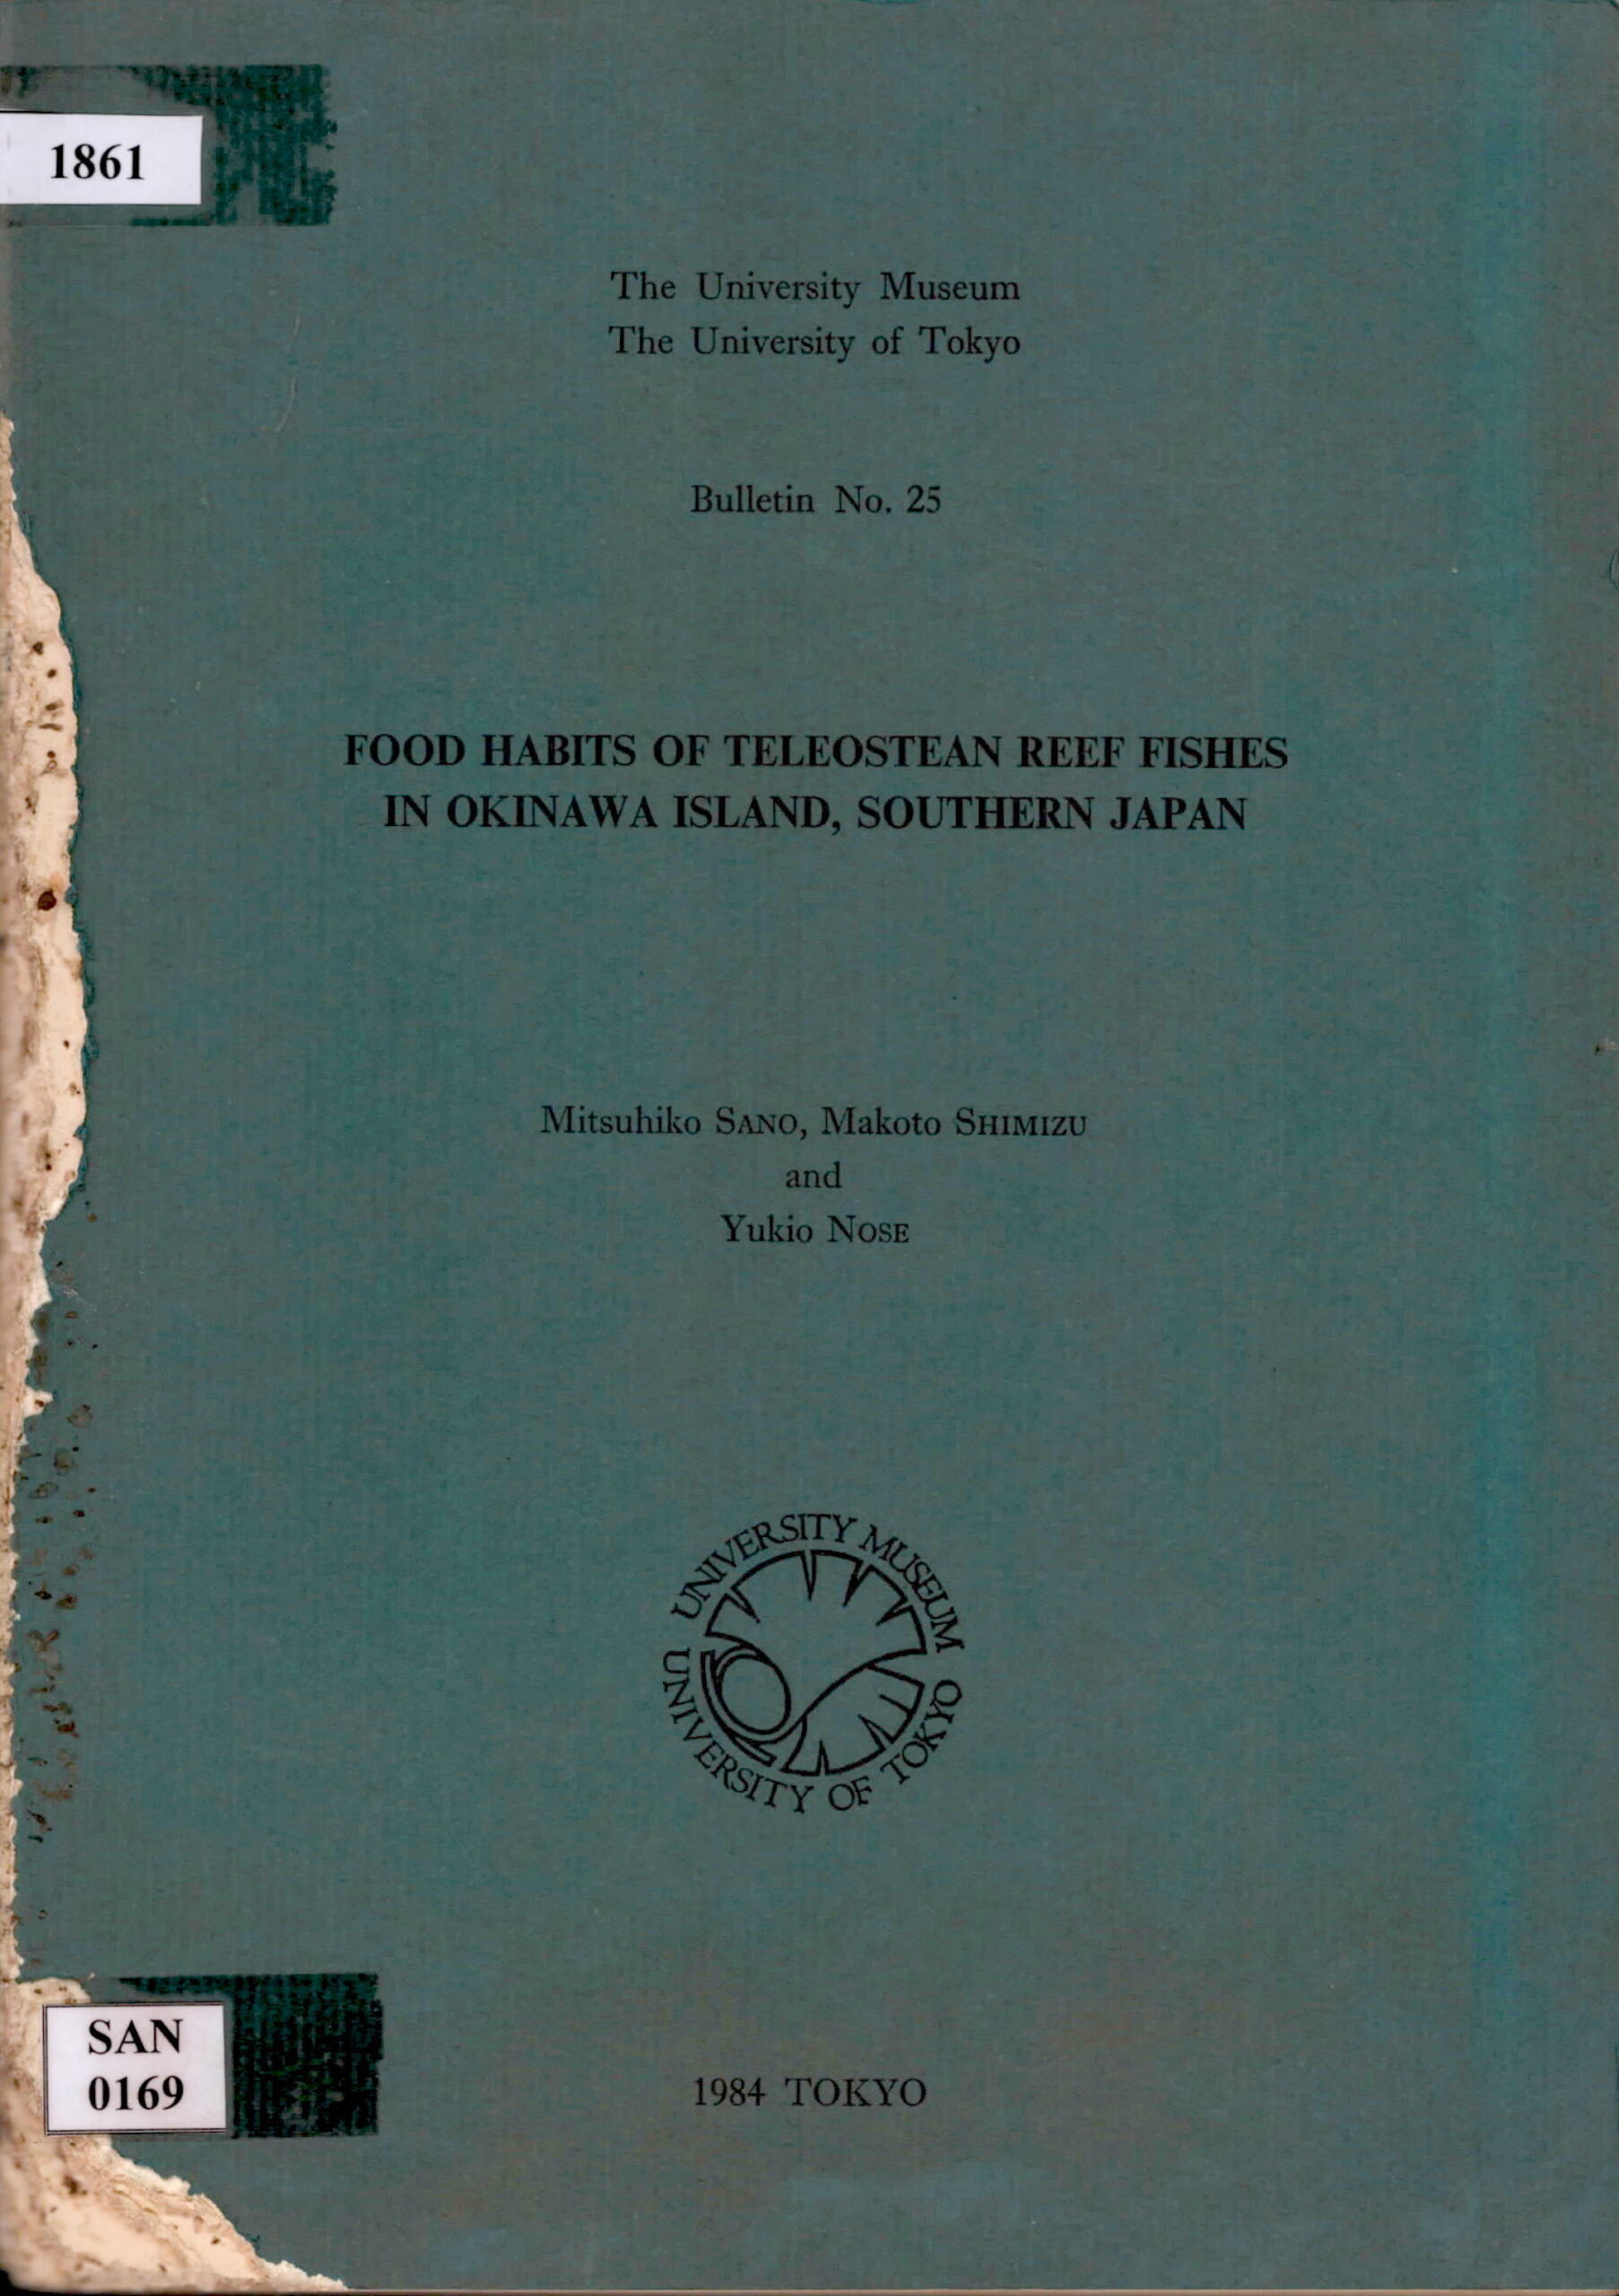 1861
The University Museum
The University of Tokyo
Bulletin No. 25
FOOD HABITS OF TELEOSTEAN REEF FISHES
IN OKINAWA ISLAND, SOUTHERN JAPAN
Mitsuhiko SANO, Makoto SHIMIZU
and
Yukio NOSE
UNIVERSITY MUSEUM
UNIVERSITY OF TOKYO
SAN
0169
1984 TOKYO